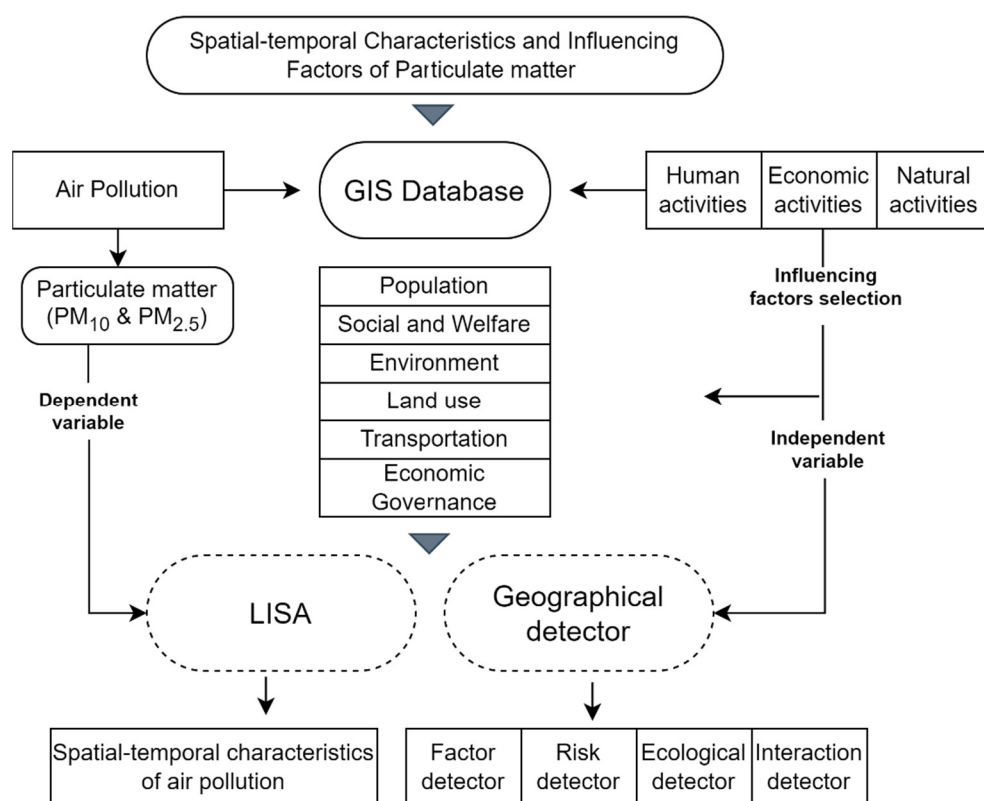 Spatial-temporal Characteristics and Influencing
Factors of Particulate matter
Air Pollution
GIS Database
Human
activities
Economic
activities
Natural
activities
Particulate matter
(PM10 & PM2.5)
Population
Social and Welfare
Environment
Land use
Transportation
Economic
Governance
Influencing
factors selection
Dependent
variable
Independent
variable
LISA
Geographical
detector
Spatial-temporal characteristics
of air pollution
Factor
detector
Risk
detector
Ecological
detector
Interaction
detector